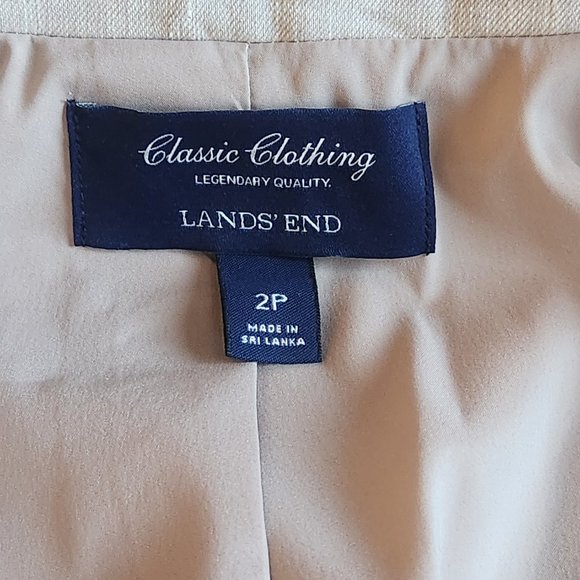 Classic Clothing
LEGENDARY QUALITY.
LANDS' END
2P
MADE IN
SRI LANKA